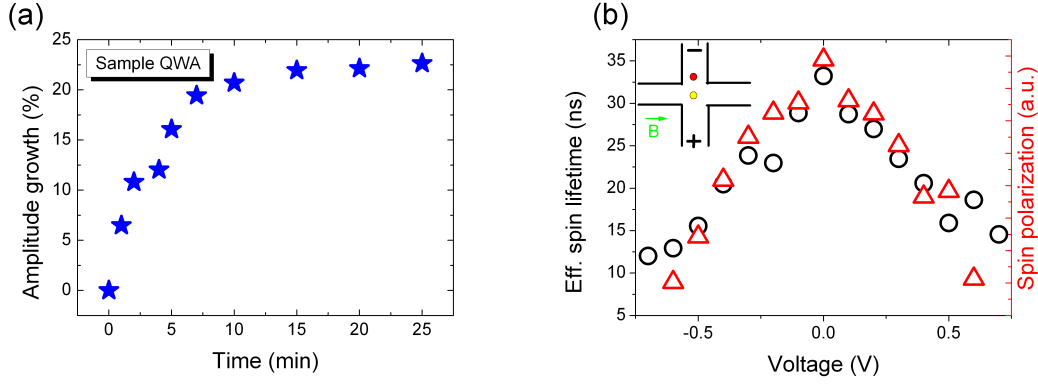 (a)
Sample QWA
Amplitude growth (%)
25
20
15
10
5
0
0 5 10 15 20 25
Time (min)
(b)
Eff. spin lifetime (ns)
35
30
25
20
15
10
5
−
B
+
-0.5 0.0 0.5
Voltage (V)
Spin polarization (a.u.)